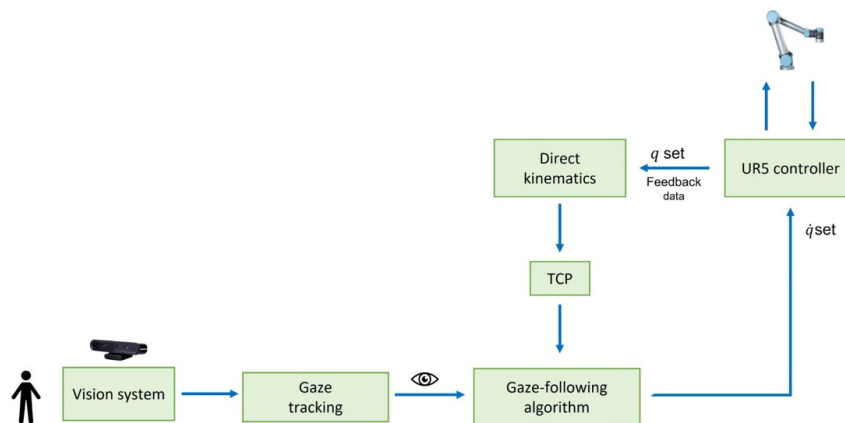 Direct
kinematics
q set
Feedback
data
UR5 controller
q̇ set
TCP
Vision system
Gaze
tracking
Gaze-following
algorithm